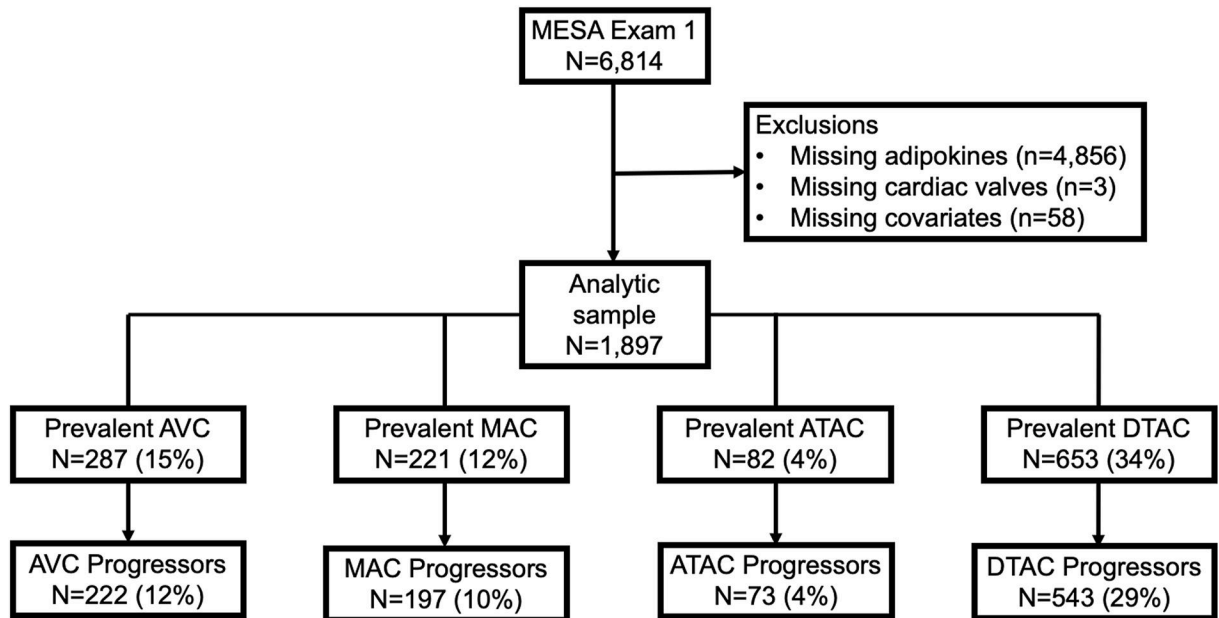 MESA Exam 1
N=6,814
Exclusions
• Missing adipokines (n=4,856)
• Missing cardiac valves (n=3)
• Missing covariates (n=58)
Analytic
sample
N=1,897
Prevalent AVC
N=287 (15%)
Prevalent MAC
N=221 (12%)
Prevalent ATAC
N=82 (4%)
Prevalent DTAC
N=653 (34%)
AVC Progressors
N=222 (12%)
MAC Progressors
N=197 (10%)
ATAC Progressors
N=73 (4%)
DTAC Progressors
N=543 (29%)